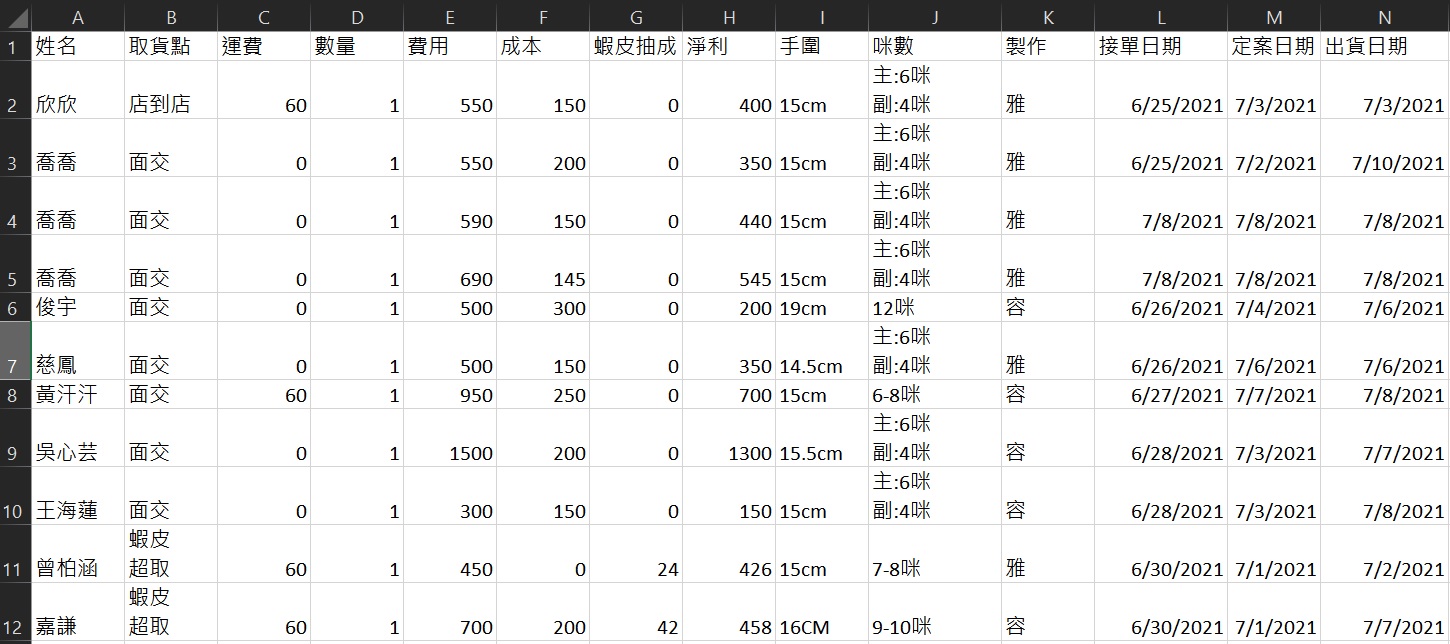 A B C D E F G H I J K L M N
1 姓名 取貨點 運費 數量 費用 成本 蝦皮抽成 淨利 手圍 咪數 製作 接單日期 定案日期 出貨日期
主:6咪
2 欣欣 店到店 60 1 550 150 0 400 15cm 副:4咪 雅 6/25/2021 7/3/2021 7/3/2021
主:6咪
3 喬喬 面交 0 1 550 200 0 350 15cm 副:4咪 雅 6/25/2021 7/2/2021 7/10/2021
主:6咪
4 喬喬 面交 0 1 590 150 0 440 15cm 副:4咪 雅 7/8/2021 7/8/2021 7/8/2021
主:6咪
5 喬喬 面交 0 1 690 145 0 545 15cm 副:4咪 雅 7/8/2021 7/8/2021 7/8/2021
6 俊宇 面交 0 1 500 300 0 200 19cm 12咪 容 6/26/2021 7/4/2021 7/6/2021
主:6咪
7 慈鳳 面交 0 1 500 150 0 350 14.5cm 副:4咪 雅 6/26/2021 7/6/2021 7/6/2021
8 黃汗汗 面交 60 1 950 250 0 700 15cm 6-8咪 容 6/27/2021 7/7/2021 7/8/2021
主:6咪
9 吳心芸 面交 0 1 1500 200 0 1300 15.5cm 副:4咪 容 6/28/2021 7/3/2021 7/7/2021
主:6咪
10 王海蓮 面交 0 1 300 150 0 150 15cm 副:4咪 容 6/28/2021 7/3/2021 7/8/2021
蝦皮
11 曾柏涵 超取 60 1 450 0 24 426 15cm 7-8咪 雅 6/30/2021 7/1/2021 7/2/2021
蝦皮
12 嘉謙 超取 60 1 700 200 42 458 16CM 9-10咪 容 6/30/2021 7/1/2021 7/7/2021